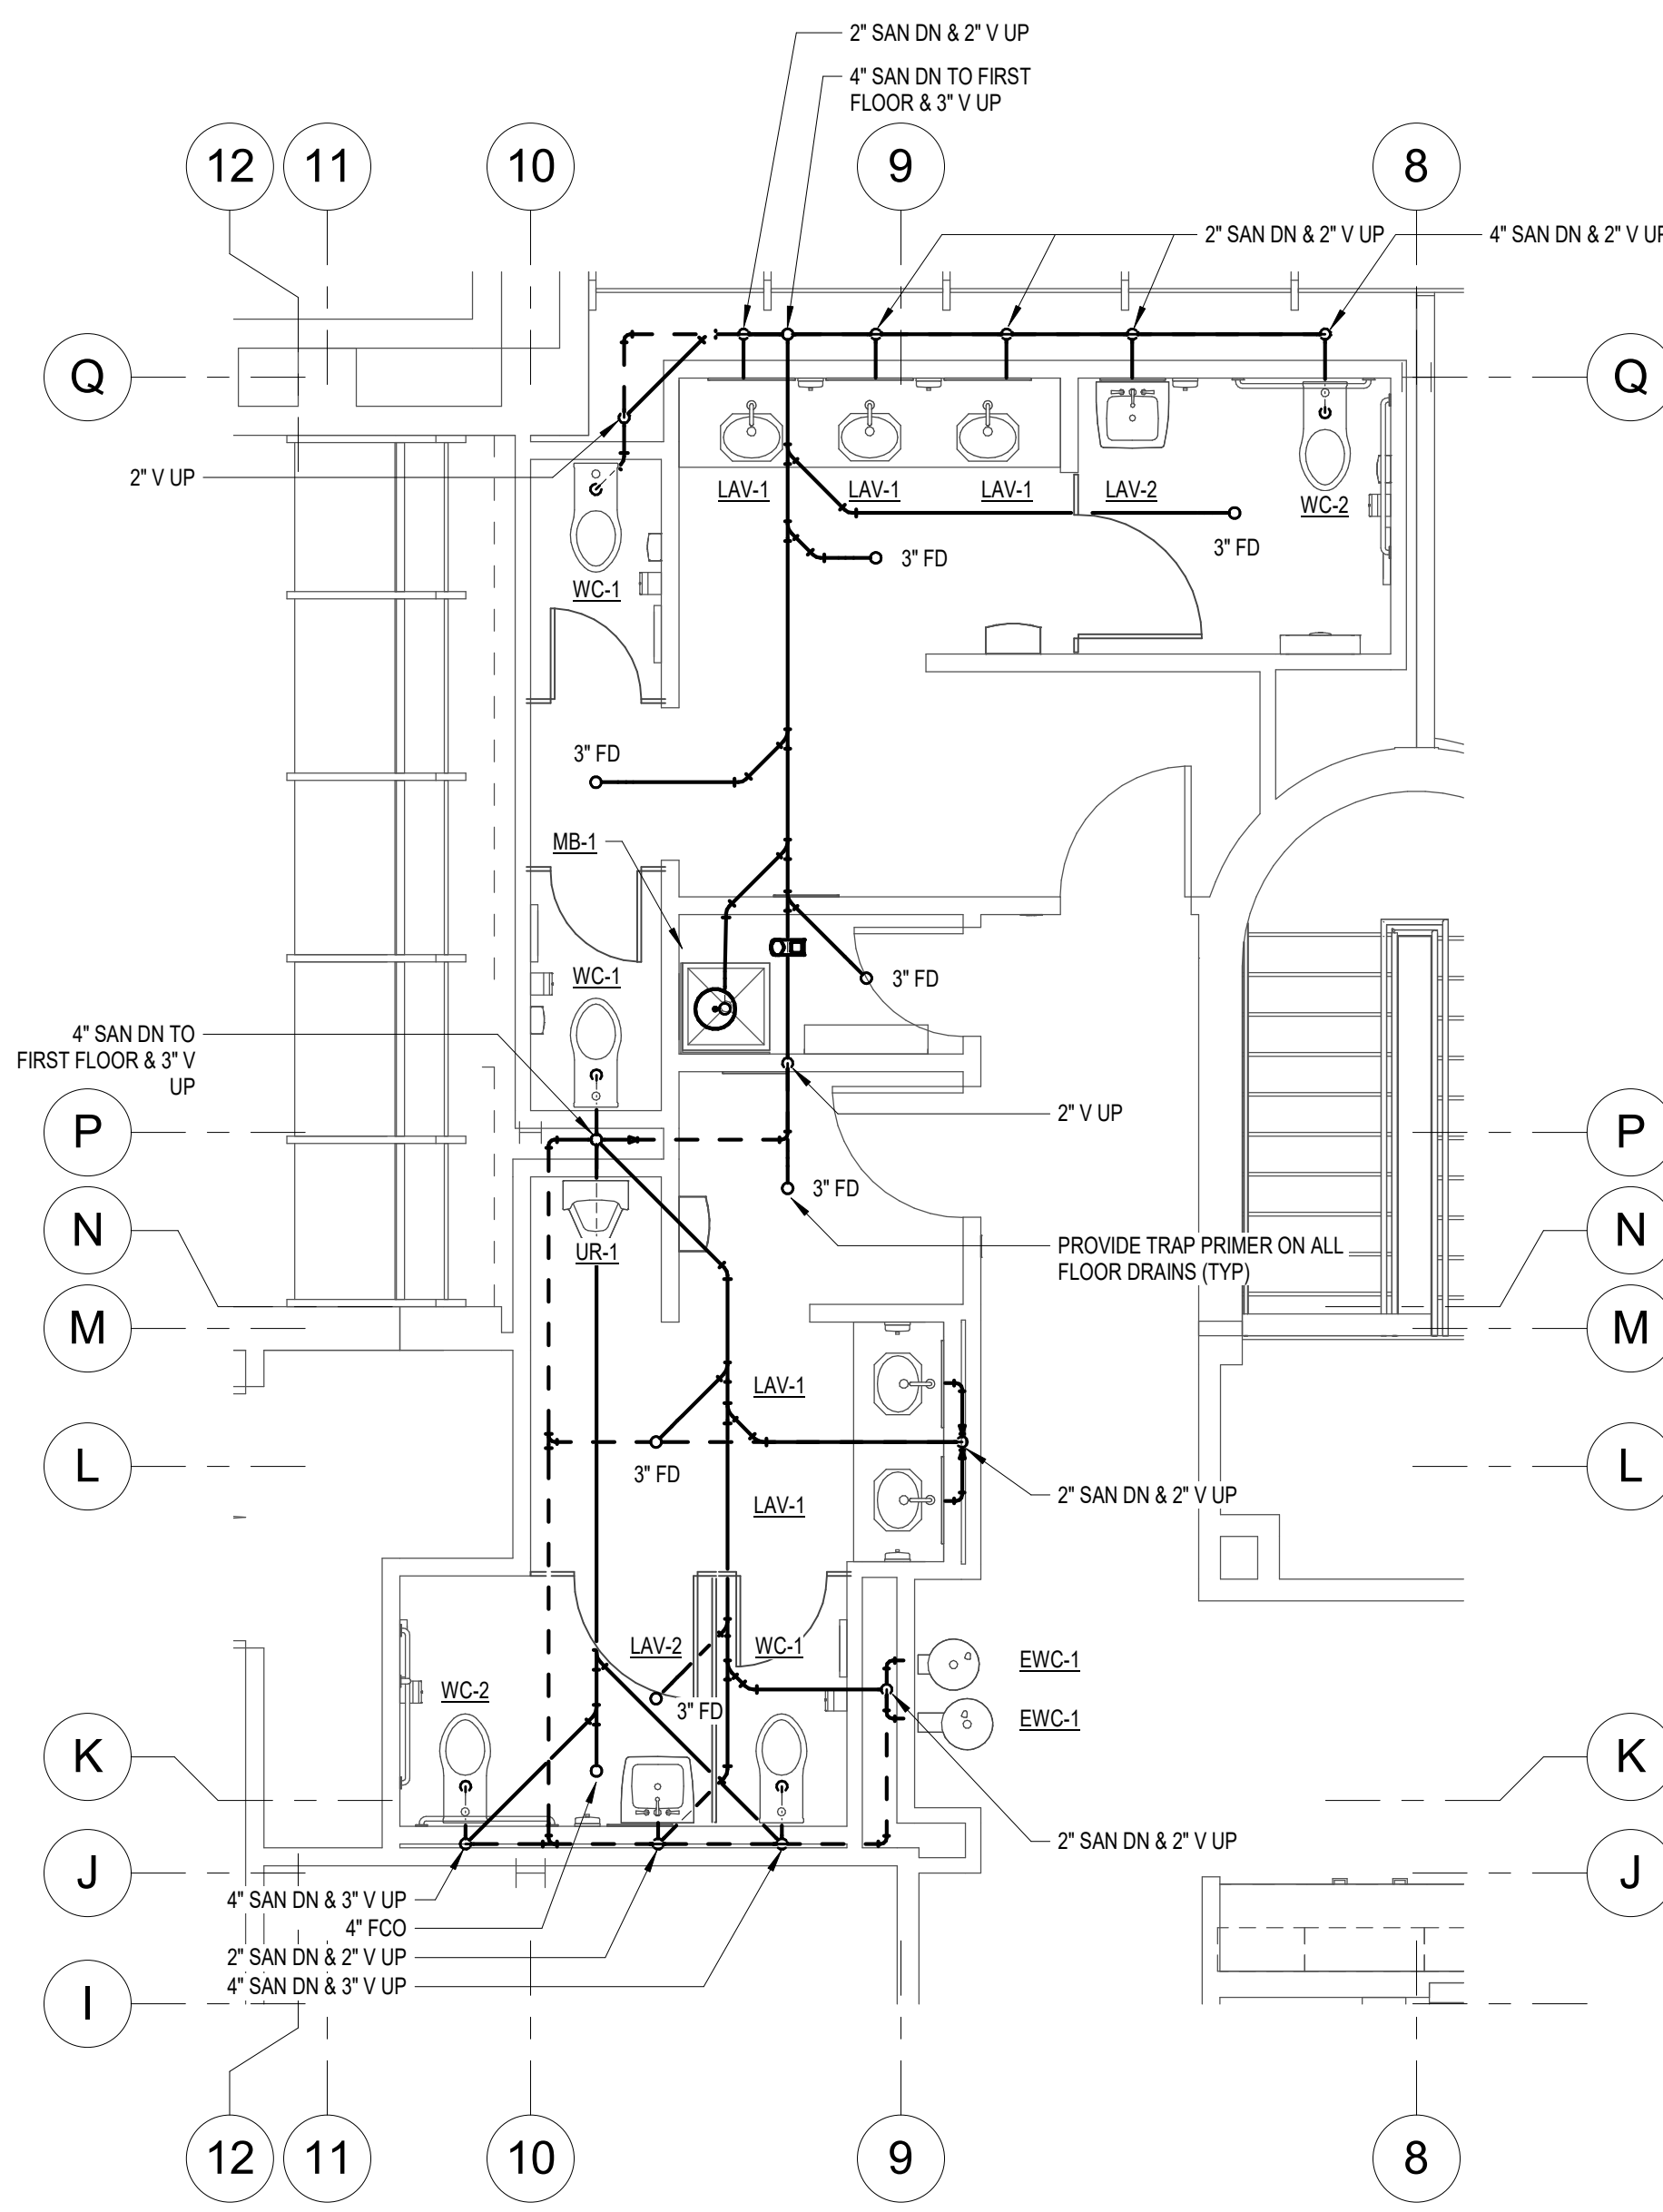 2" SAN DN & 2" V UP
4" SAN DN TO FIRST
FLOOR & 3" V UP
12
11
10
9
8
2" SAN DN & 2" V UP
4" SAN DN & 2" V UP
Q
Q
2" V UP
LAV-1
LAV-1
LAV-1
LAV-2
WC-2
3" FD
3" FD
WC-1
3" FD
MB-1
WC-1
3" FD
4" SAN DN TO
FIRST FLOOR & 3" V
UP
P
2" V UP
P
3" FD
N
UR-1
PROVIDE TRAP PRIMER ON ALL
FLOOR DRAINS (TYP)
N
M
M
LAV-1
L
3" FD
L
LAV-1
2" SAN DN & 2" V UP
LAV-2
WC-1
EWC-1
WC-2
3" FD
EWC-1
K
K
2" SAN DN & 2" V UP
J
J
4" SAN DN & 3" V UP
4" FCO
2" SAN DN & 2" V UP
4" SAN DN & 3" V UP
I
12
11
10
9
8